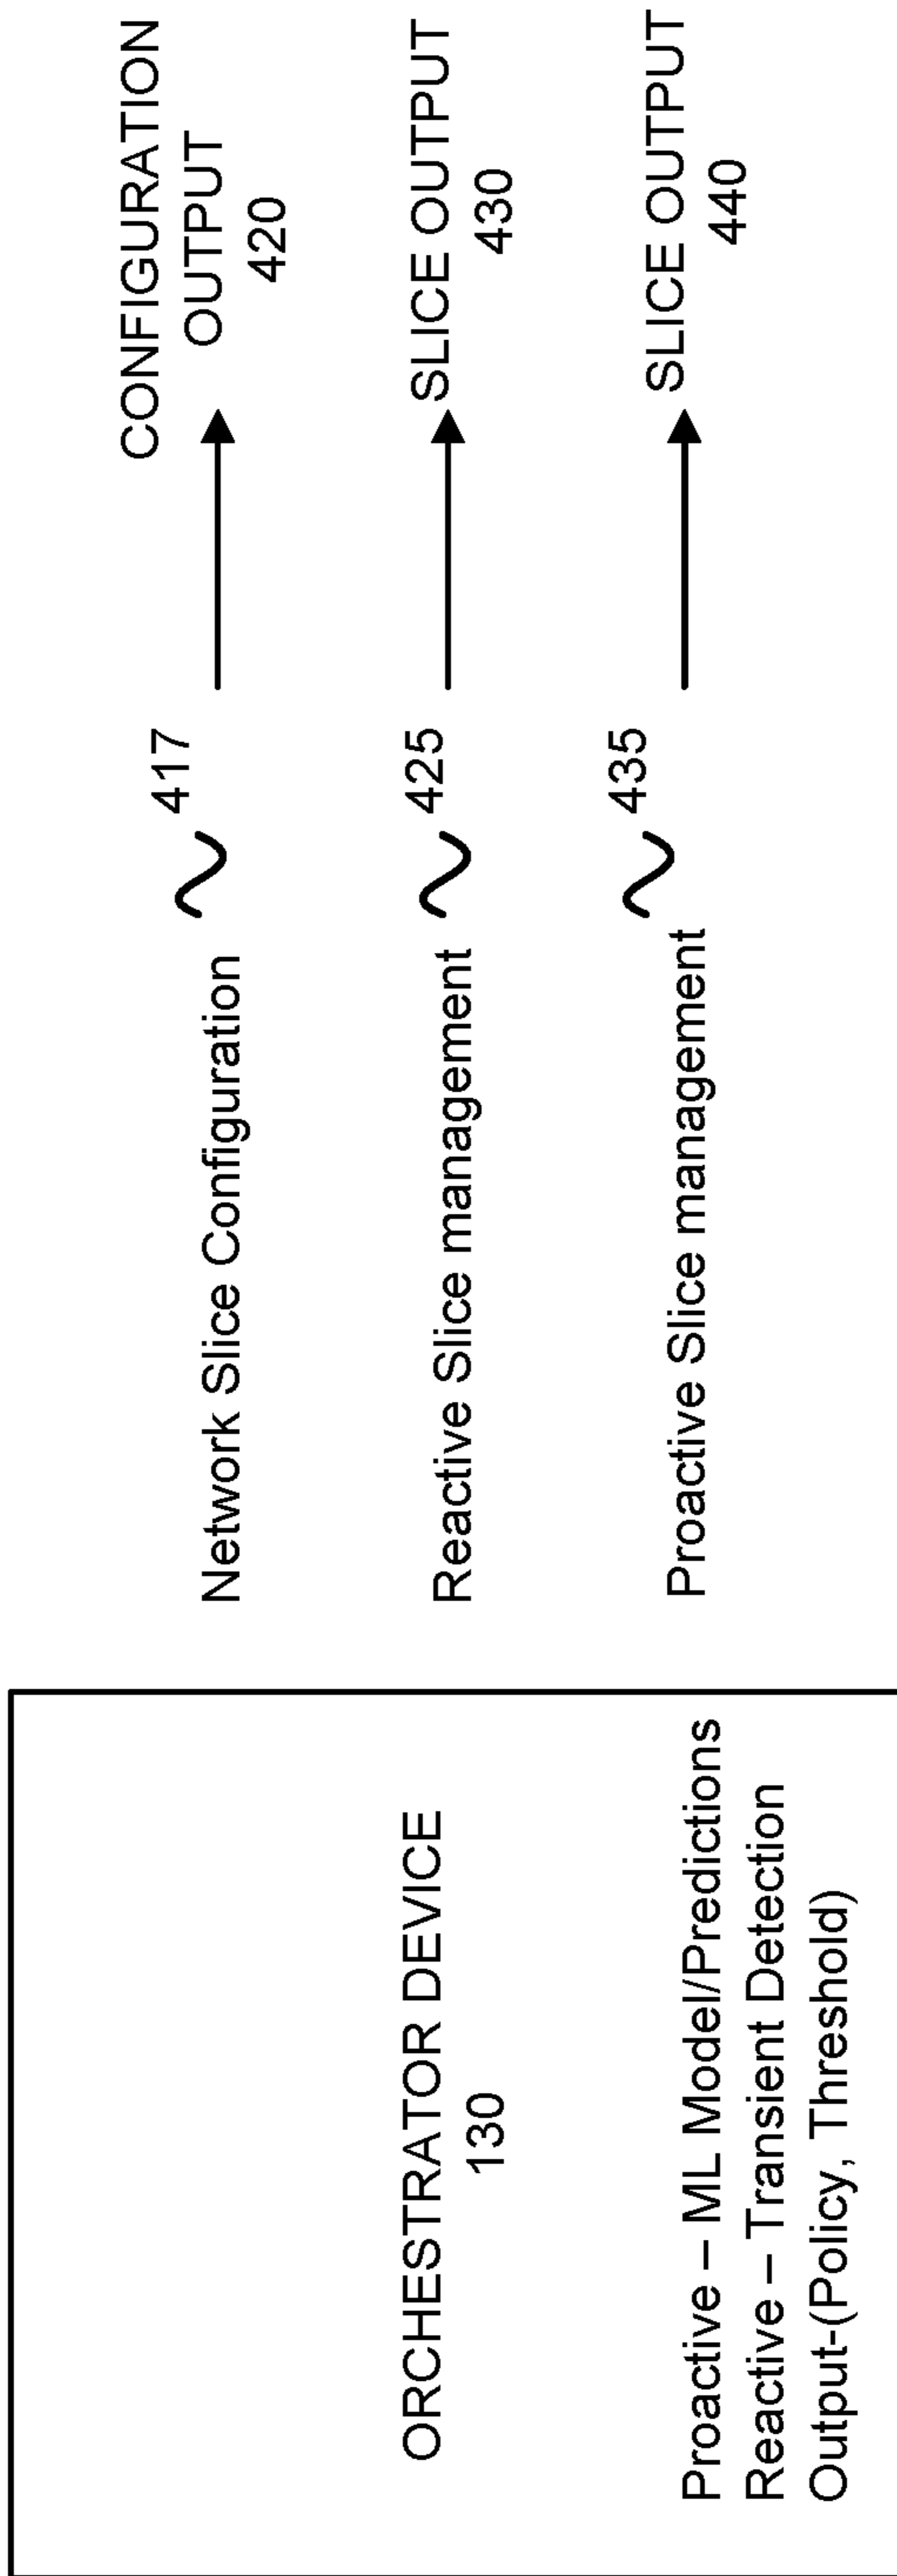 ORCHESTRATOR DEVICE
130
Proactive – ML Model/Predictions
Reactive – Transient Detection
Output-(Policy, Threshold)
Network Slice Configuration
417
CONFIGURATION
OUTPUT
420
Reactive Slice management
425
SLICE OUTPUT
430
Proactive Slice management
435
SLICE OUTPUT
440